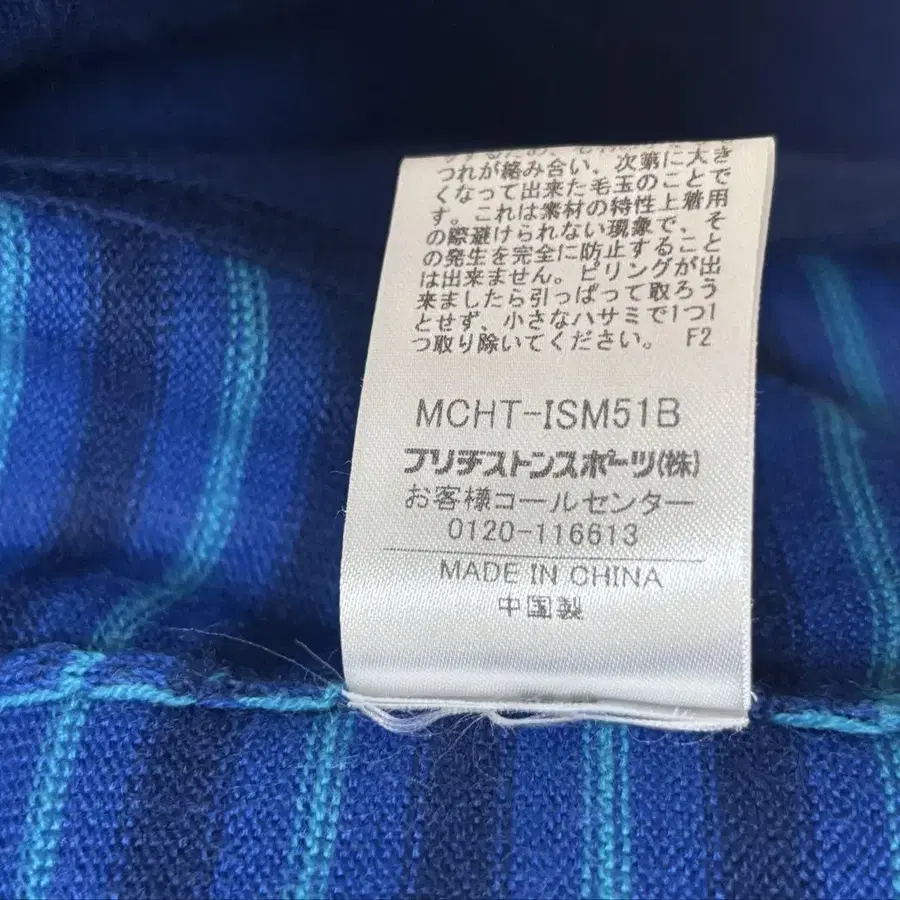 つれが絡み合い、次第に大き
くなって出来た毛玉のことで
す。これは素材の特性上着用
の際避けられない現象で、そ
の発生を完全に防止すること
は出来ません。ピリングが出
来ましたら引っぱって取ろう
とせず、小さなハサミで1つ1
つ取り除いてください。 F2
MCHT-ISM51B
ブリヂストンスポーツ(株)
お客様コールセンター
0120-116613
MADE IN CHINA
中国製